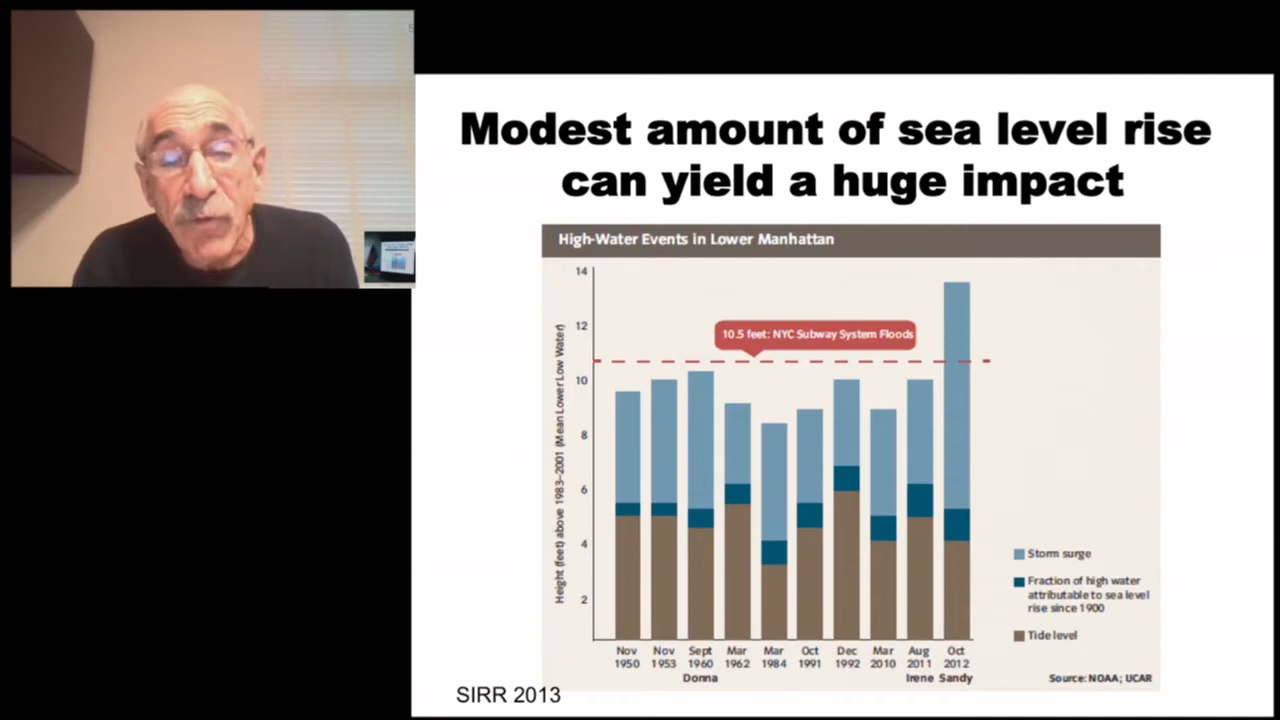 Modest amount of sea level rise
can yield a huge impact
High-Water Events in Lower Manhattan
Height (feet) above 1983–2001 (Mean Lower Low Water)
14
12
10
8
6
4
2
10.5 feet: NYC Subway System Floods
Storm surge
Fraction of high water
attributable to sea level
rise since 1900
Tide level
Nov Nov Sept Mar Mar Oct Dec Mar Aug Oct
1950 1953 1960 1962 1984 1991 1992 2010 2011 2012
Donna Irene Sandy
Source: NOAA; UCAR
SIRR 2013